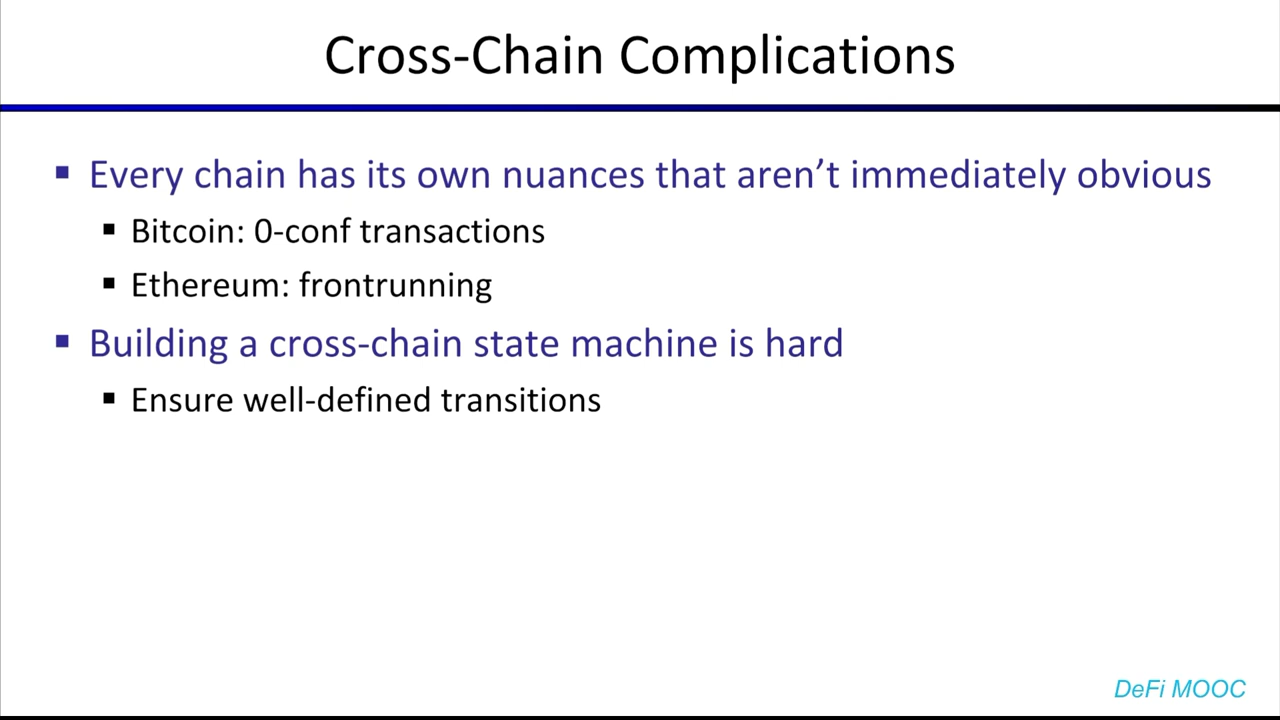 Cross-Chain Complications
▪ Every chain has its own nuances that aren’t immediately obvious
▪ Bitcoin: 0-conf transactions
▪ Ethereum: frontrunning
▪ Building a cross-chain state machine is hard
▪ Ensure well-defined transitions
DeFi MOOC